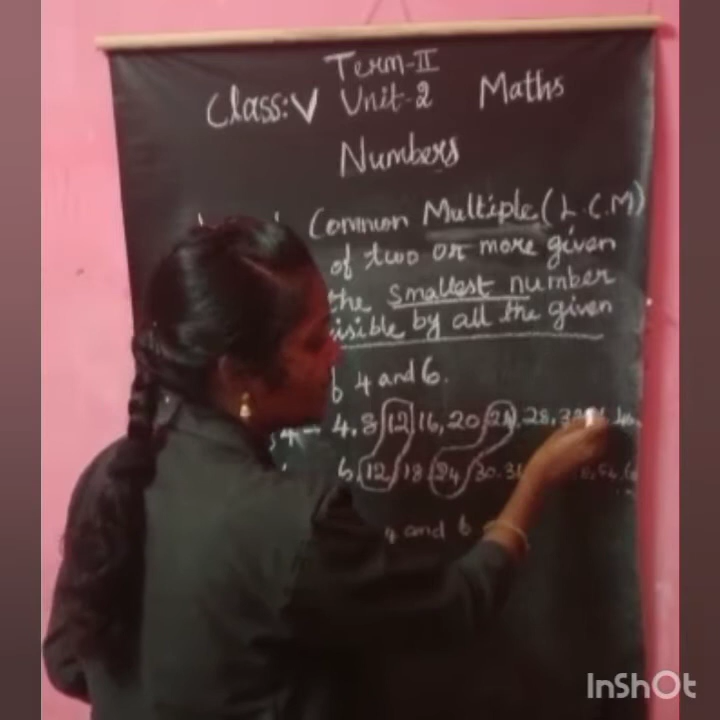 Term-II
Class: V Unit-2 Maths
Numbers
Common Multiple (L.C.M)
of two or more given
the smallest number
isible by all the given
4 and 6.
4, 8, 12, 16, 20, 24, 28, 32
6, 12, 18, 24, 30, 36
4 and 6
InShOt